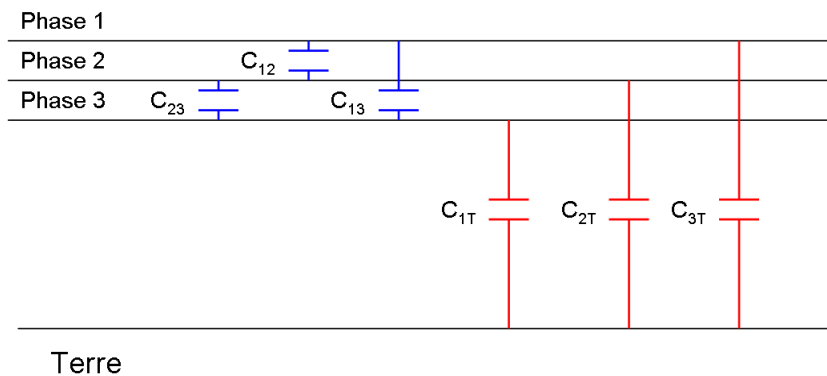 Phase 1
Phase 2
C12
Phase 3
C23
C13
C1T
C2T
C3T
Terre